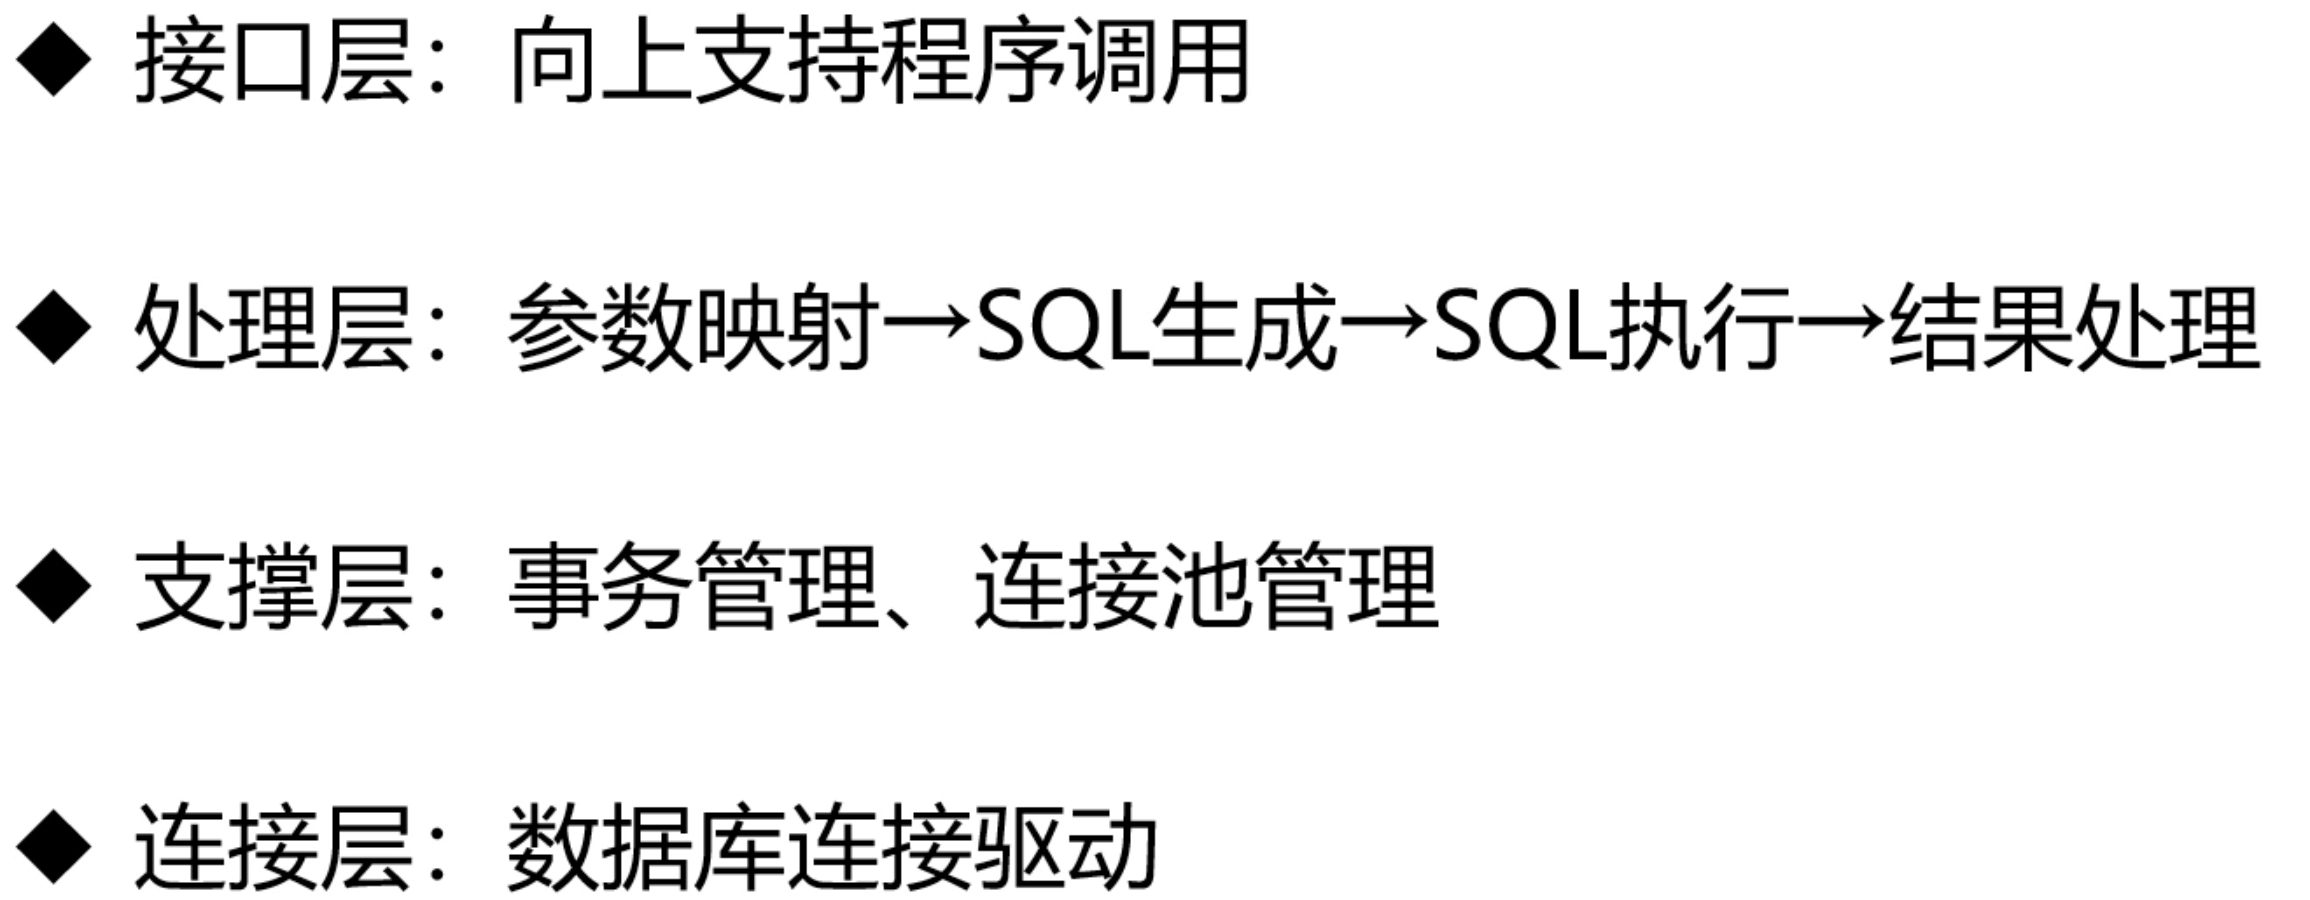 ◆ 接口层：向上支持程序调用
◆ 处理层：参数映射→SQL生成→SQL执行→结果处理
◆ 支撑层：事务管理、连接池管理
◆ 连接层：数据库连接驱动